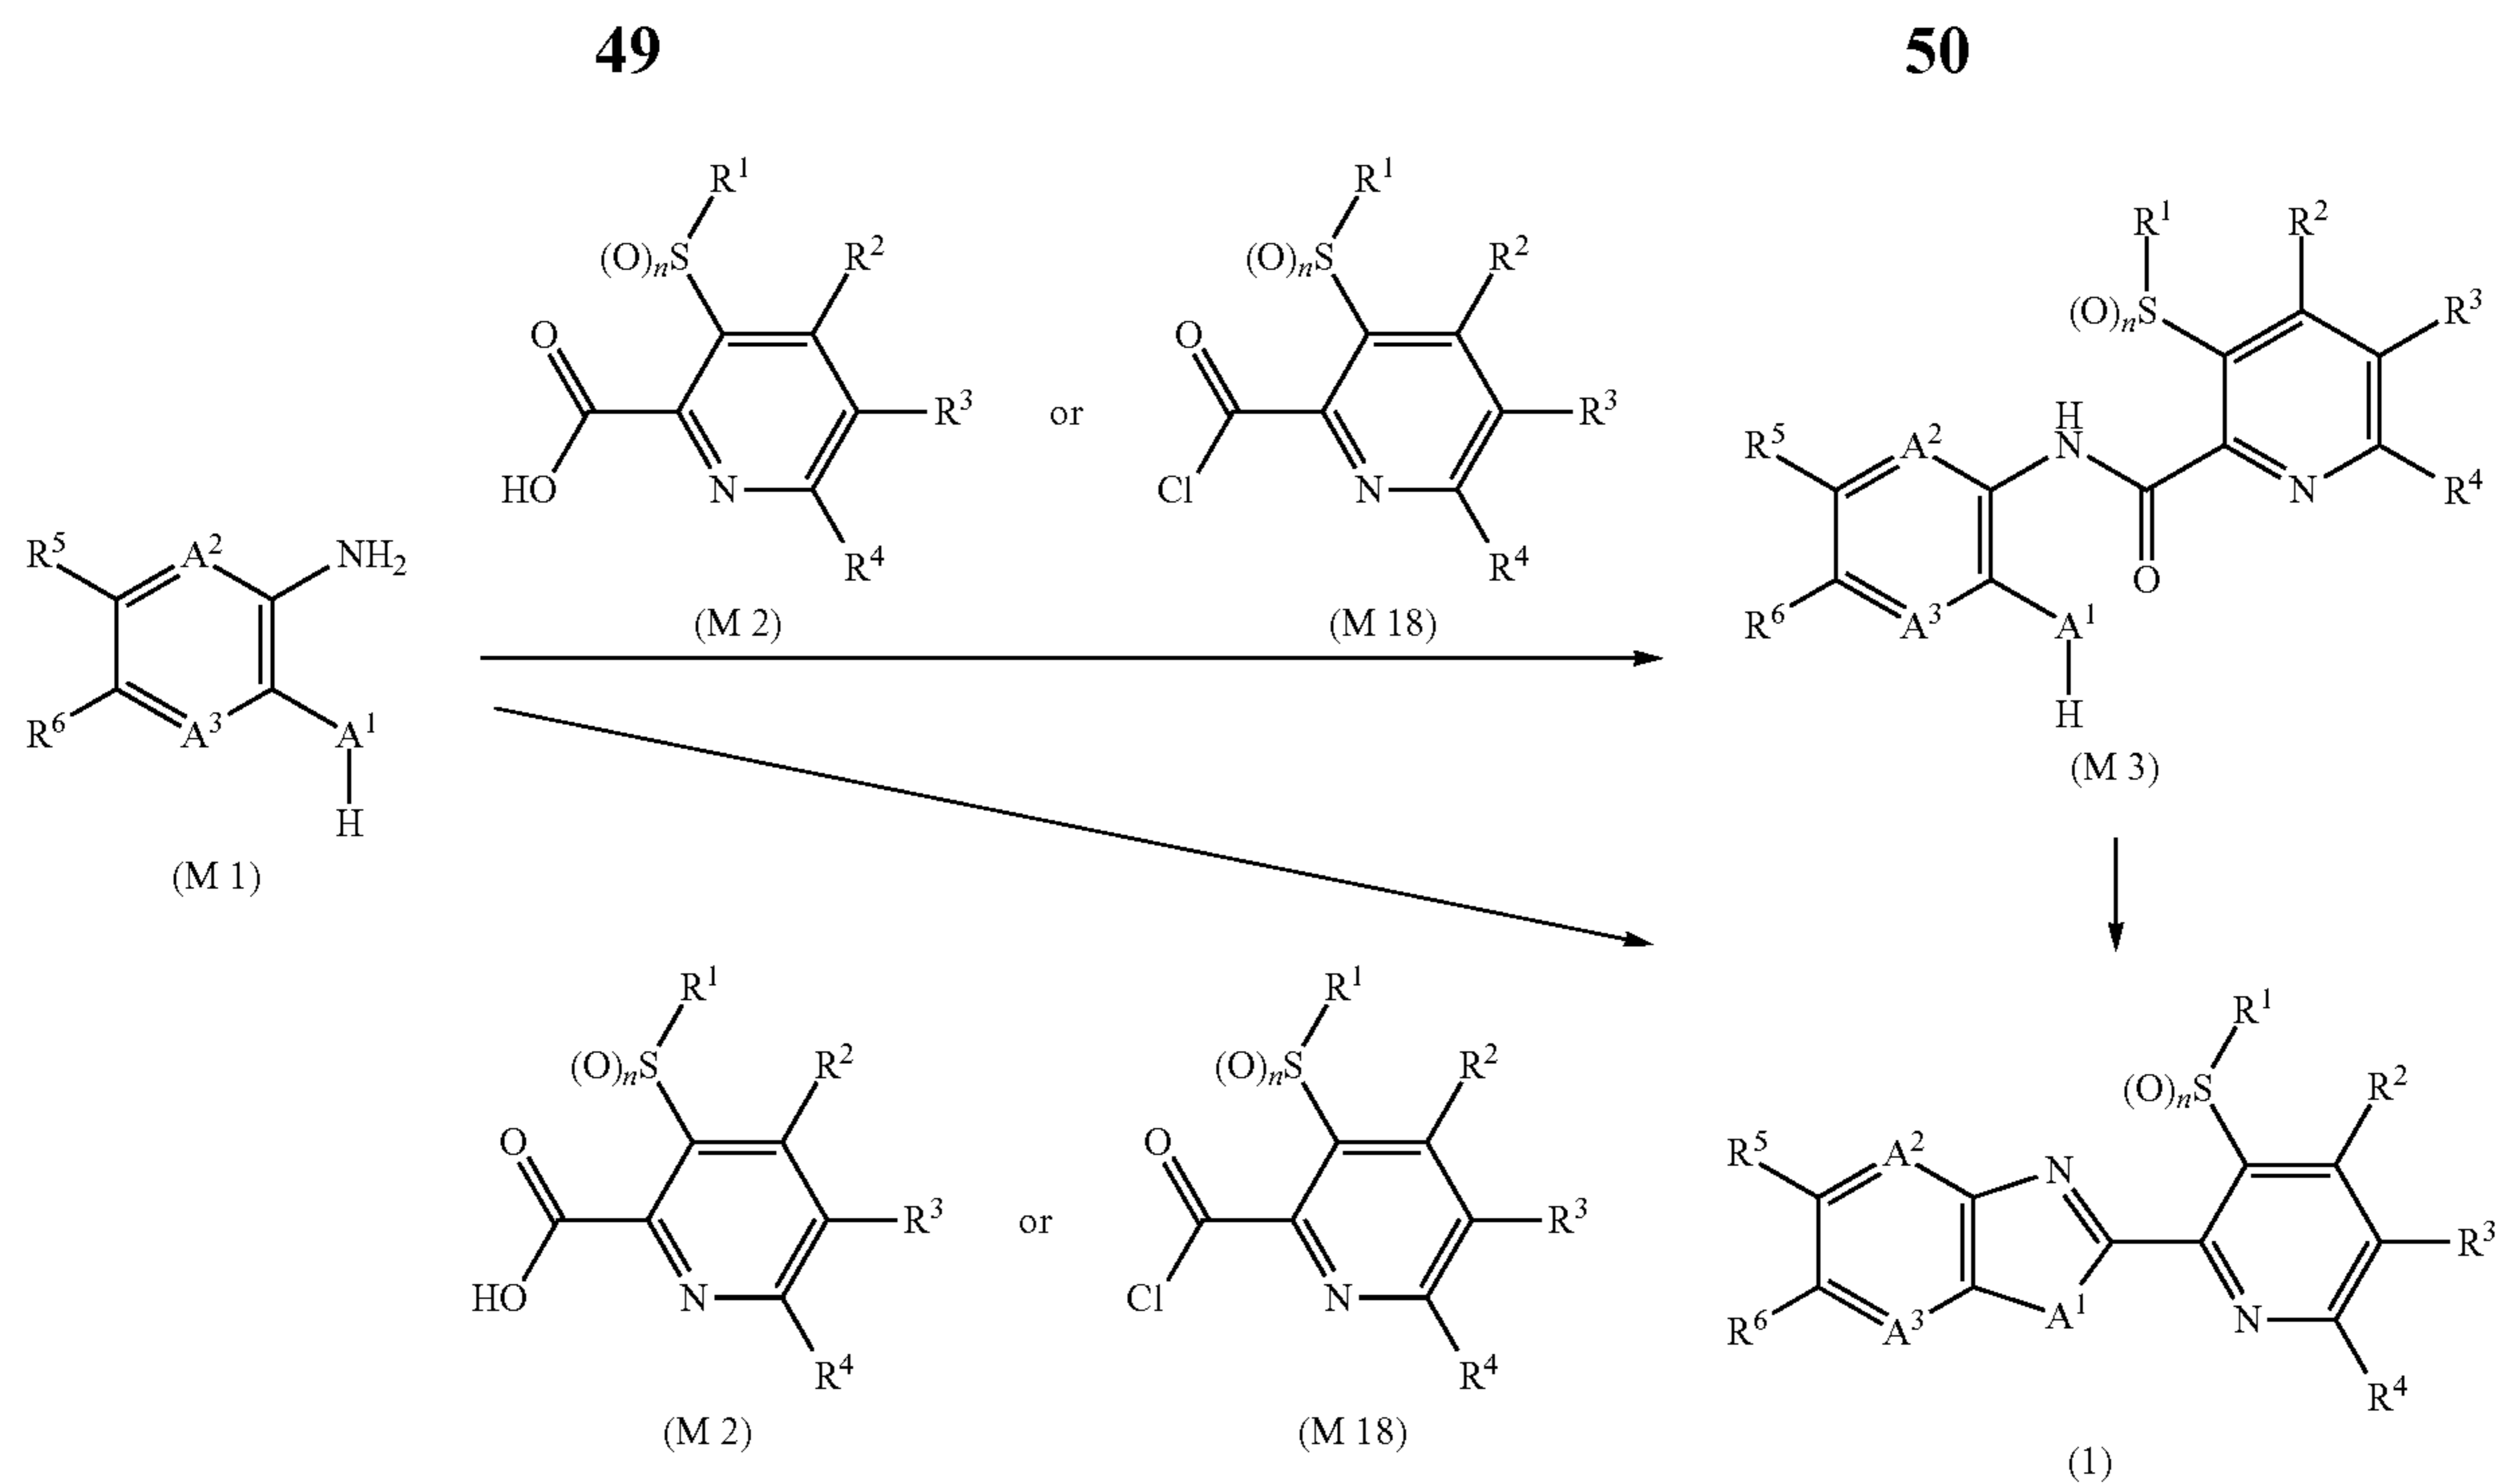 49 50
R¹
(O)ₙS R²
O
R³
HO N
R⁴
(M 2)
or
R¹
(O)ₙS R²
O
R³
Cl N
R⁴
(M 18)
R⁵ A² NH₂
R⁶ A³ A¹
H
(M 1)
R¹ R²
(O)ₙS R³
H
R⁵ A² N
N R⁴
O
R⁶ A³ A¹
H
(M 3)
R¹
(O)ₙS R²
O
R³
HO N
R⁴
(M 2)
or
R¹
(O)ₙS R²
O
R³
Cl N
R⁴
(M 18)
R¹
(O)ₙS R²
R⁵ A² N
R³
R⁶ A³ A¹ N
R⁴
(1)